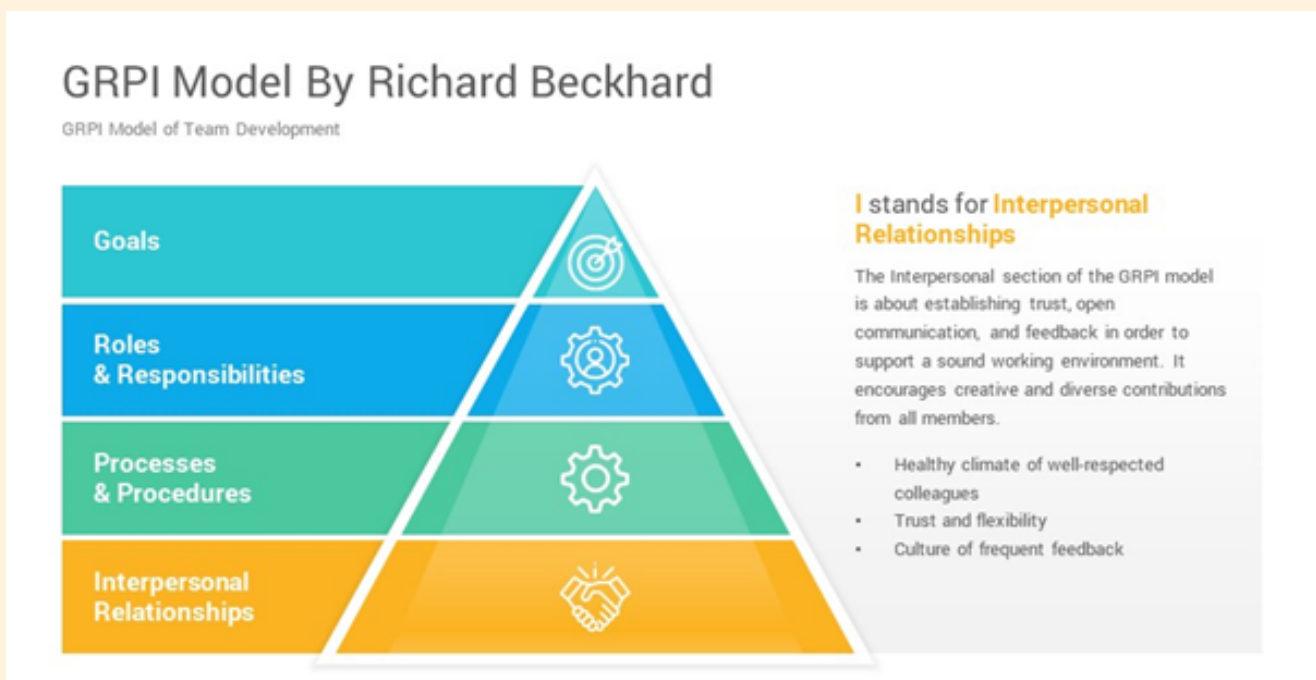 GRPI Model By Richard Beckhard
GRPI Model of Team Development
Goals
Roles
& Responsibilities
Processes
& Procedures
Interpersonal
Relationships
I stands for Interpersonal
Relationships
The Interpersonal section of the GRPI model
is about establishing trust, open
communication, and feedback in order to
support a sound working environment. It
encourages creative and diverse contributions
from all members.
• Healthy climate of well-respected
colleagues
• Trust and flexibility
• Culture of frequent feedback